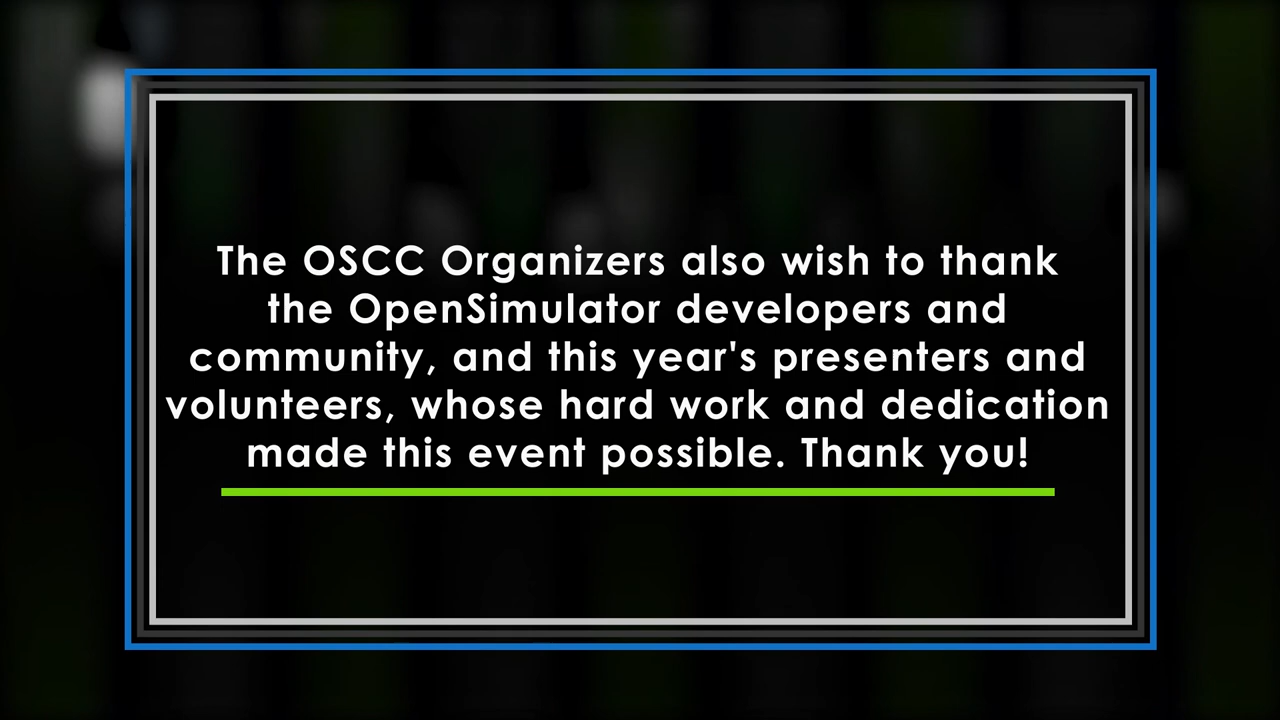 The OSCC Organizers also wish to thank
the OpenSimulator developers and
community, and this year's presenters and
volunteers, whose hard work and dedication
made this event possible. Thank you!